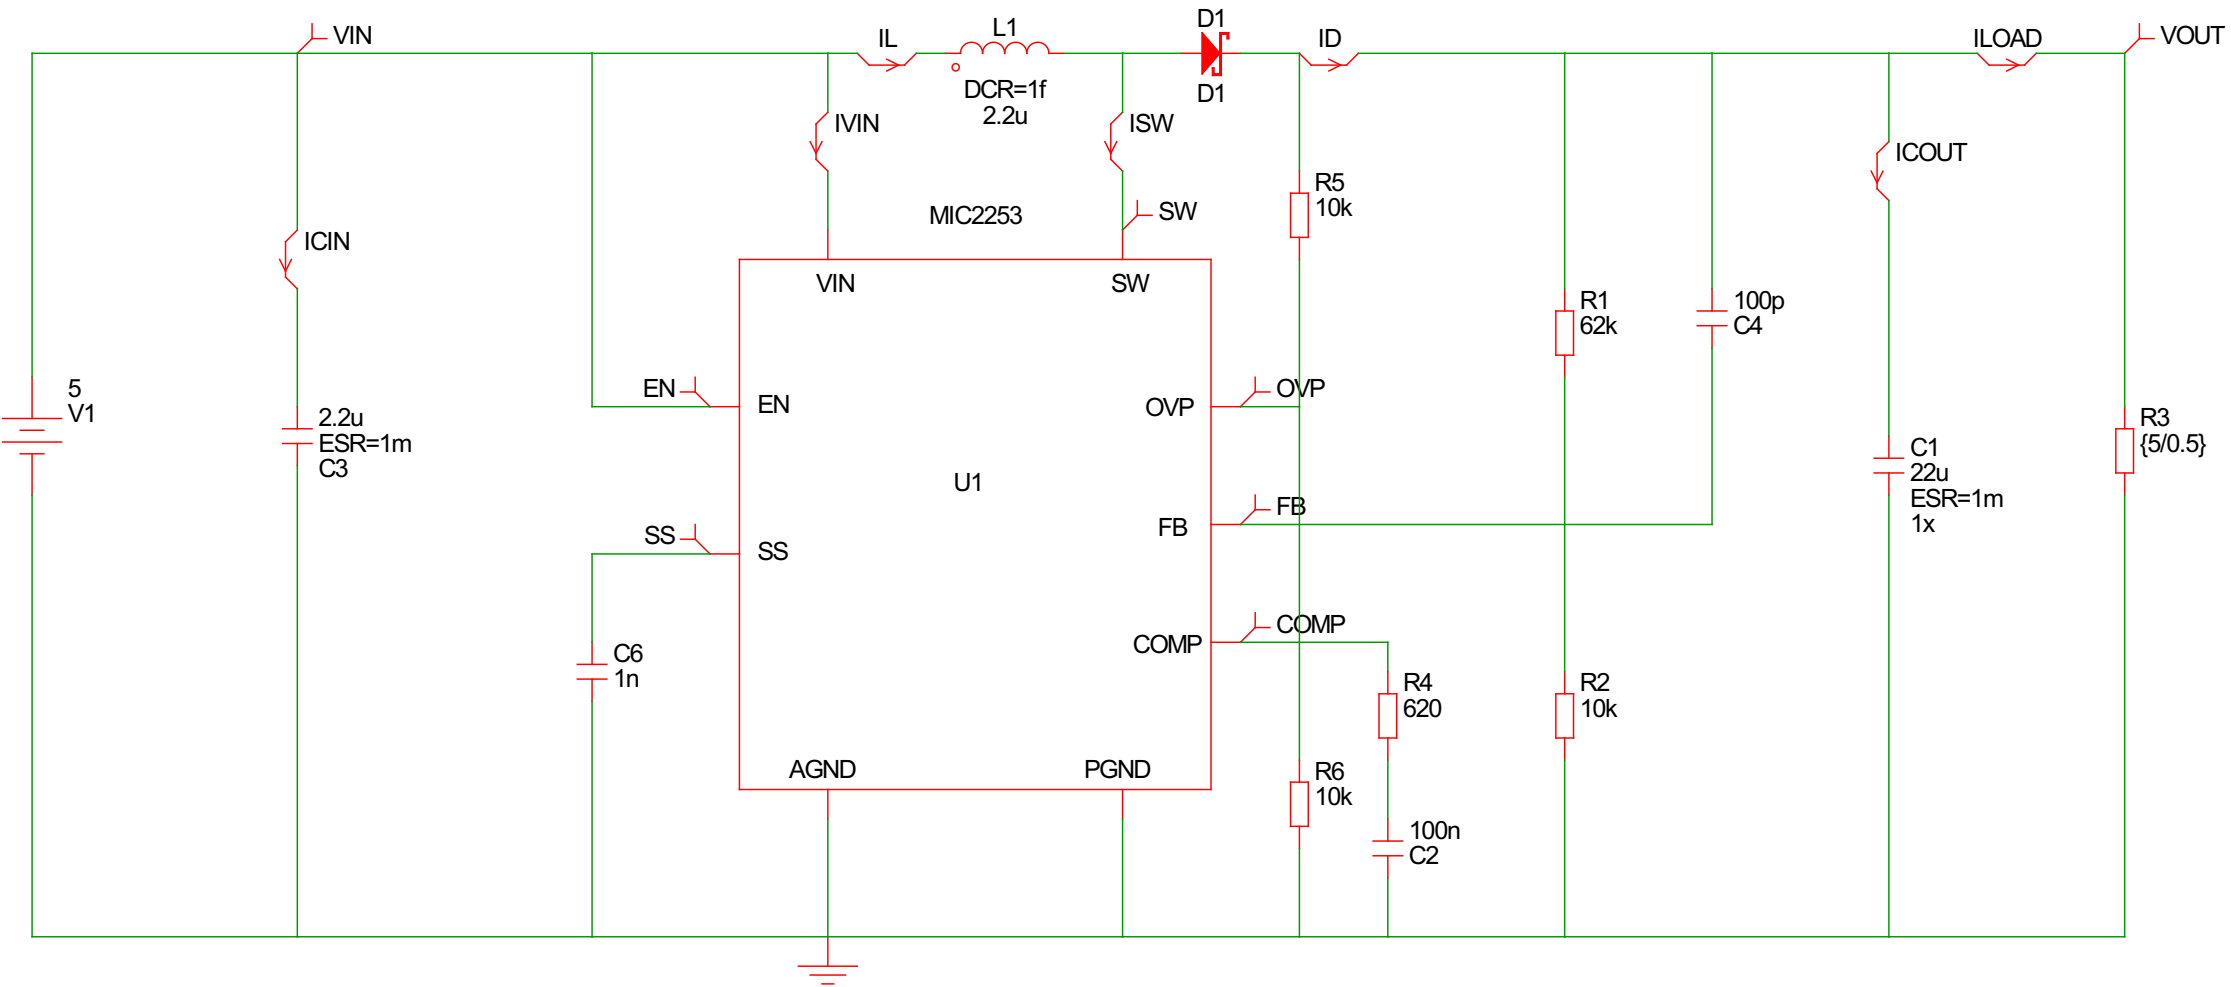 VIN
IL
L1
DCR=1f
2.2u
D1
D1
ID
ILOAD
VOUT
IVIN
ISW
ICOUT
R5
10k
MIC2253
SW
ICIN
VIN
SW
R1
62k
100p
C4
5
V1
2.2u
ESR=1m
C3
EN
EN
OVP
OVP
R3
{5/0.5}
C1
22u
ESR=1m
1x
U1
FB
FB
SS
SS
COMP
COMP
C6
1n
R4
620
R2
10k
AGND
PGND
R6
10k
100n
C2